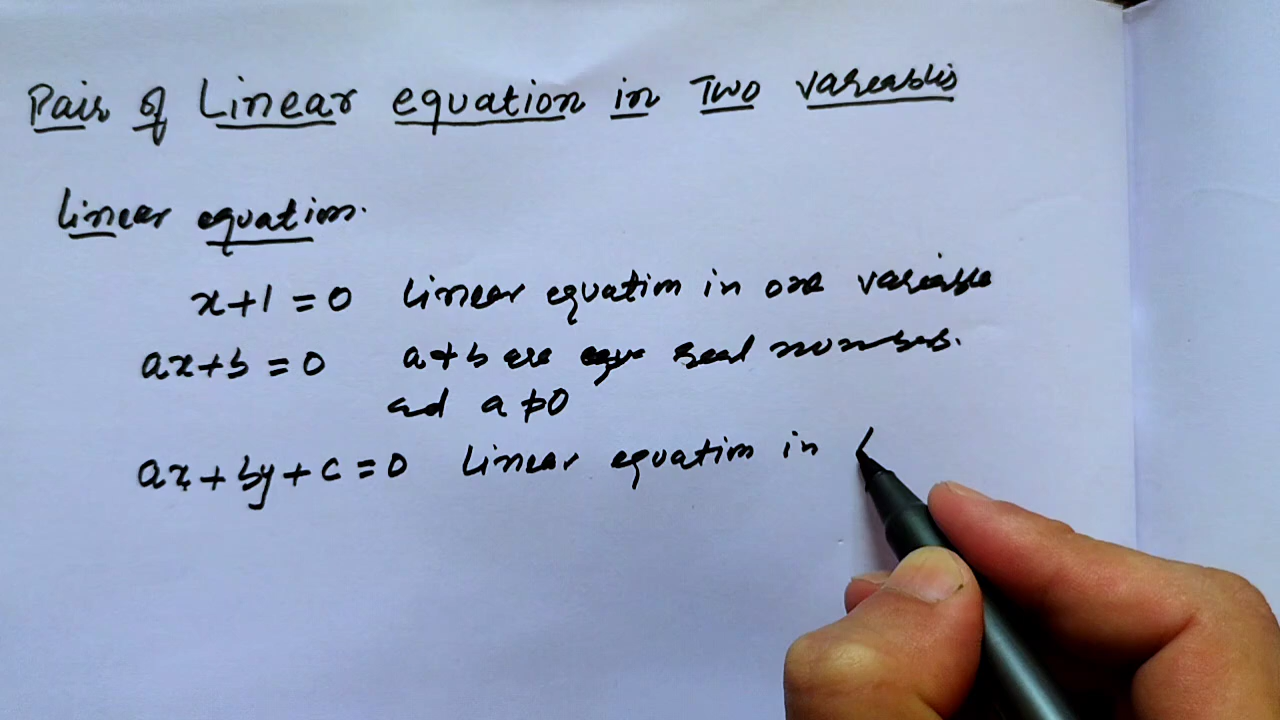 Pair of Linear equation in Two variables
Linear equation.
x+1=0 Linear equation in one variable
ax+b=0 a & b are real numbers.
and a≠0
ax+by+c=0 Linear equation in